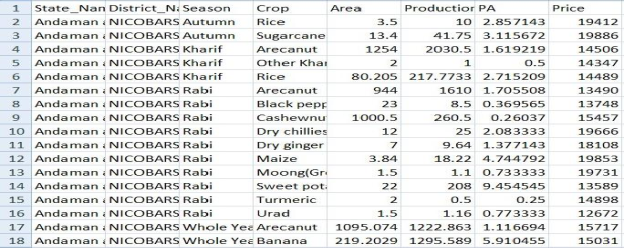 1 State_Nan District_Na Season Crop Area Production PA Price
2 Andaman a NICOBARS Autumn Rice 3.5 10 2.857143 19412
3 Andaman a NICOBARS Autumn Sugarcane 13.4 41.75 3.115672 19886
4 Andaman a NICOBARS Kharif Arecanut 1254 2030.5 1.619219 14506
5 Andaman a NICOBARS Kharif Other Khar 2 1 0.5 14347
6 Andaman a NICOBARS Kharif Rice 80.205 217.7733 2.715209 14489
7 Andaman a NICOBARS Rabi Arecanut 944 1610 1.705508 13490
8 Andaman a NICOBARS Rabi Black pepp 23 8.5 0.369565 13748
9 Andaman a NICOBARS Rabi Cashewnu 1000.5 260.5 0.26037 15457
10 Andaman a NICOBARS Rabi Dry chillies 12 25 2.083333 19666
11 Andaman a NICOBARS Rabi Dry ginger 7 9.64 1.377143 18108
12 Andaman a NICOBARS Rabi Maize 3.84 18.22 4.744792 19853
13 Andaman a NICOBARS Rabi Moong(Gr 1.5 1.1 0.733333 19731
14 Andaman a NICOBARS Rabi Sweet pota 22 208 9.454545 13589
15 Andaman a NICOBARS Rabi Turmeric 2 0.5 0.25 14898
16 Andaman a NICOBARS Rabi Urad 1.5 1.16 0.773333 12672
17 Andaman a NICOBARS Whole Yea Arecanut 1095.074 1222.863 1.116694 15717
18 Andaman a NICOBARS Whole Yea Banana 219.2029 1295.589 5.910455 15031